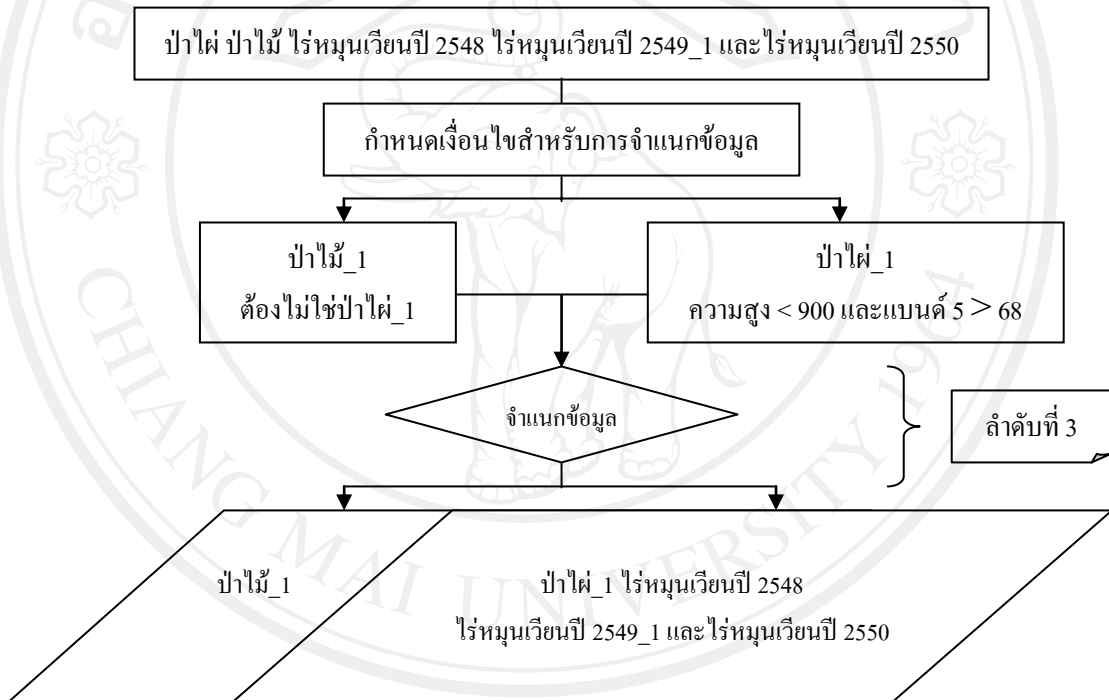 ป่าไผ่ ป่าไม้ ไร่หมุนเวียนปี 2548 ไร่หมุนเวียนปี 2549_1 และไร่หมุนเวียนปี 2550
กำหนดเงื่อนไขสำหรับการจำแนกข้อมูล
ป่าไม้_1
ต้องไม่ใช่ป่าไผ่_1
ป่าไผ่_1
ความสูง < 900 และแบนด์ 5 > 68
จำแนกข้อมูล
ลำดับที่ 3
ป่าไม้_1
ป่าไผ่_1 ไร่หมุนเวียนปี 2548
ไร่หมุนเวียนปี 2549_1 และไร่หมุนเวียนปี 2550
CHIANG MAI UNIVERSITY 1964